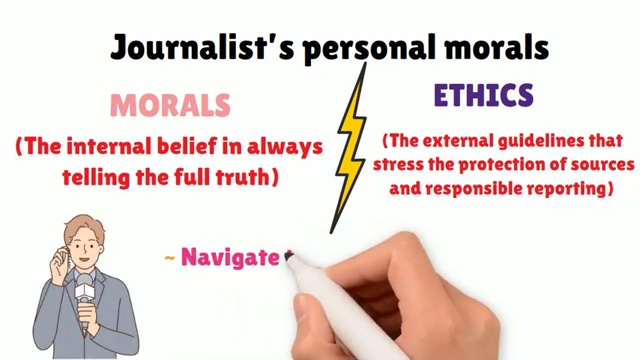 Journalist's personal morals
MORALS
(The internal belief in always
telling the full truth)
ETHICS
(The external guidelines that
stress the protection of sources
and responsible reporting)
~ Navigate